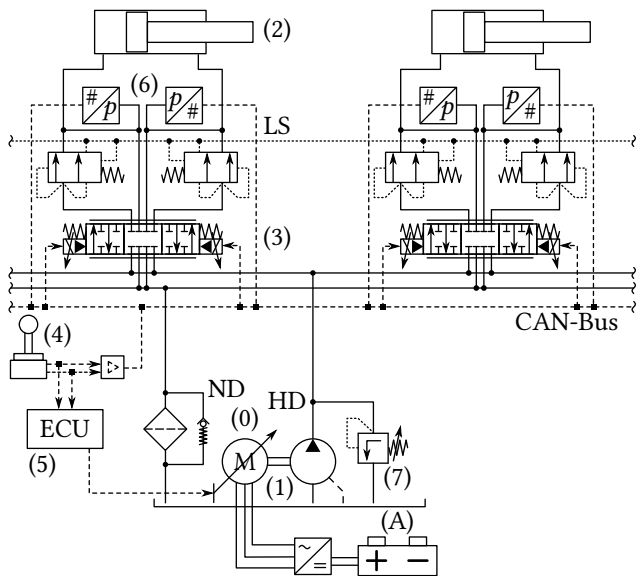 (2)
# p (6) p # # p p #
LS
(3)
CAN-Bus
(4)
ND (0) HD
ECU M
(5) (1) (7)
(A)
~ =
+ −